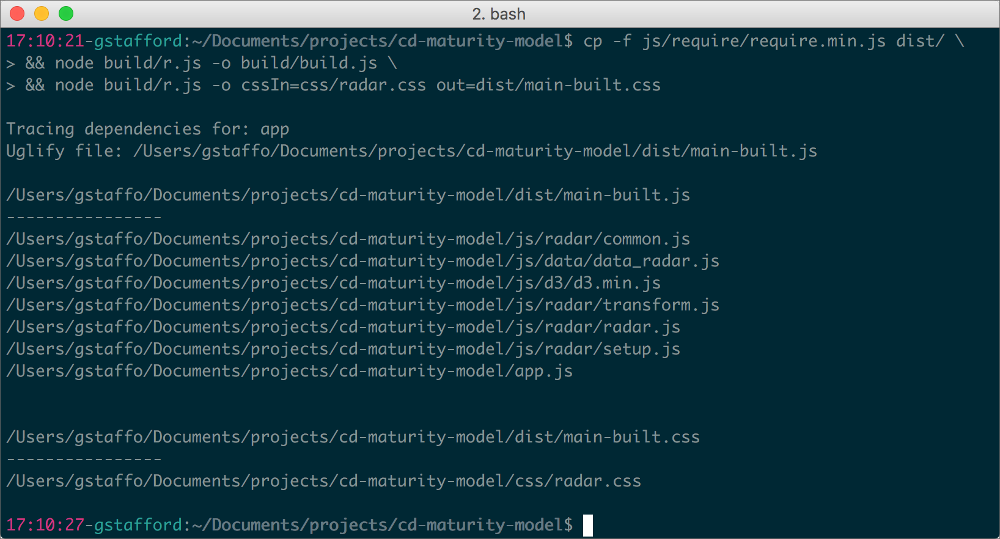 2. bash
17:10:21-gstafford:~/Documents/projects/cd-maturity-model$ cp -f js/require/require.min.js dist/ \
> && node build/r.js -o build/build.js \
> && node build/r.js -o cssIn=css/radar.css out=dist/main-built.css
Tracing dependencies for: app
Uglify file: /Users/gstaffo/Documents/projects/cd-maturity-model/dist/main-built.js
/Users/gstaffo/Documents/projects/cd-maturity-model/dist/main-built.js
----------------
/Users/gstaffo/Documents/projects/cd-maturity-model/js/radar/common.js
/Users/gstaffo/Documents/projects/cd-maturity-model/js/data/data_radar.js
/Users/gstaffo/Documents/projects/cd-maturity-model/js/d3/d3.min.js
/Users/gstaffo/Documents/projects/cd-maturity-model/js/radar/transform.js
/Users/gstaffo/Documents/projects/cd-maturity-model/js/radar/radar.js
/Users/gstaffo/Documents/projects/cd-maturity-model/js/radar/setup.js
/Users/gstaffo/Documents/projects/cd-maturity-model/app.js
/Users/gstaffo/Documents/projects/cd-maturity-model/dist/main-built.css
----------------
/Users/gstaffo/Documents/projects/cd-maturity-model/css/radar.css
17:10:27-gstafford:~/Documents/projects/cd-maturity-model$